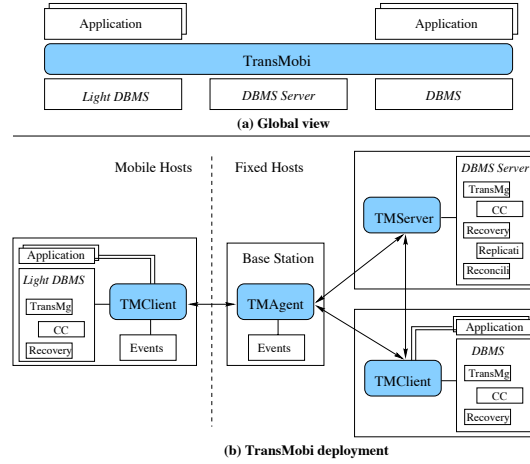 Application
Application
TransMobi
Light DBMS
DBMS Server
DBMS
(a) Global view
Mobile Hosts
Fixed Hosts
Application
Light DBMS
TransMg
CC
Recovery
TMClient
Events
Base Station
TMAgent
Events
TMServer
DBMS Server
TransMg
CC
Recovery
Replicati
Reconcili
Application
TMClient
DBMS
TransMg
CC
Recovery
(b) TransMobi deployment